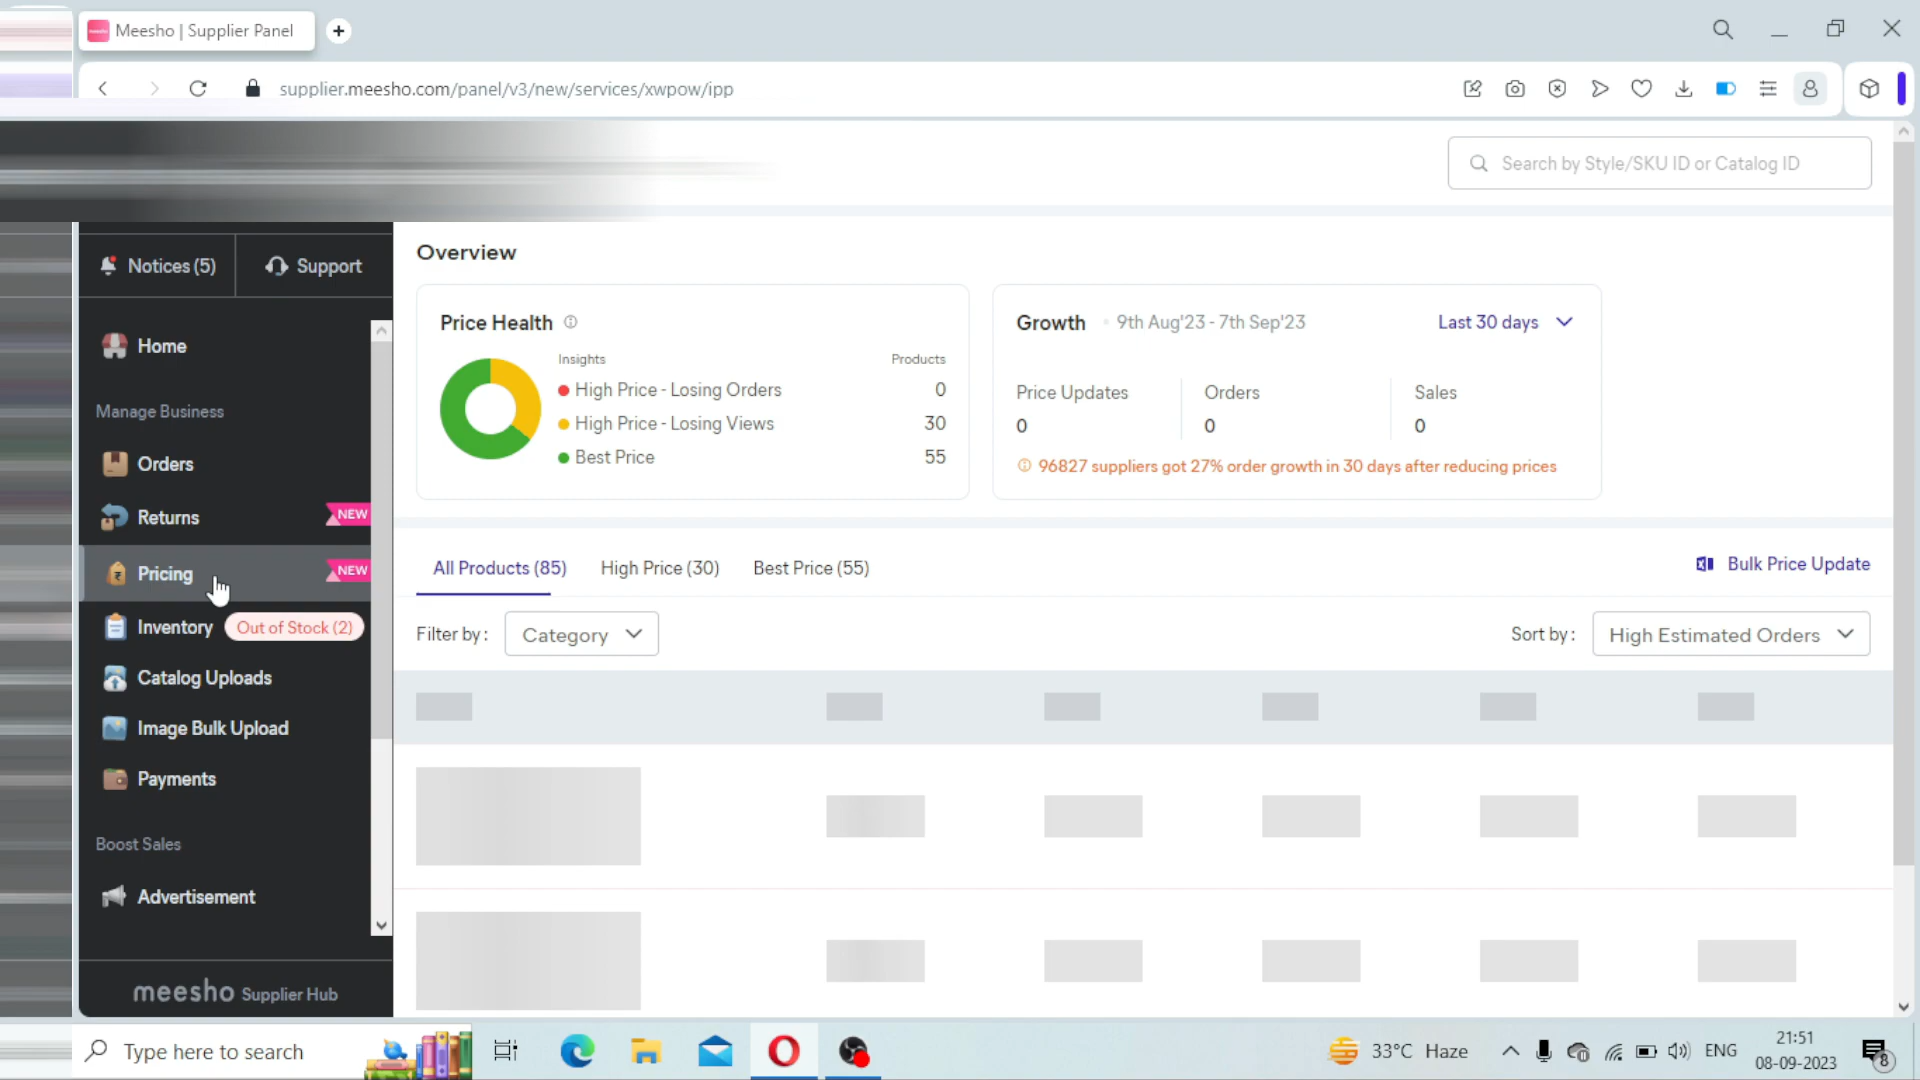 Meesho | Supplier Panel
supplier.meesho.com/panel/v3/new/services/xwpow/ipp
Search by Style/SKU ID or Catalog ID
Notices (5)
Support
Home
Manage Business
Orders
Returns
NEW
Pricing
NEW
Inventory
Out of Stock (2)
Catalog Uploads
Image Bulk Upload
Payments
Boost Sales
Advertisement
meesho Supplier Hub
Overview
Price Health
Insights Products
High Price - Losing Orders 0
High Price - Losing Views 30
Best Price 55
Growth 9th Aug'23 - 7th Sep'23 Last 30 days
Price Updates Orders Sales
0 0 0
96827 suppliers got 27% order growth in 30 days after reducing prices
All Products (85) High Price (30) Best Price (55)
Bulk Price Update
Filter by : Category
Sort by : High Estimated Orders
Type here to search
33°C Haze
ENG
21:51
08-09-2023
8